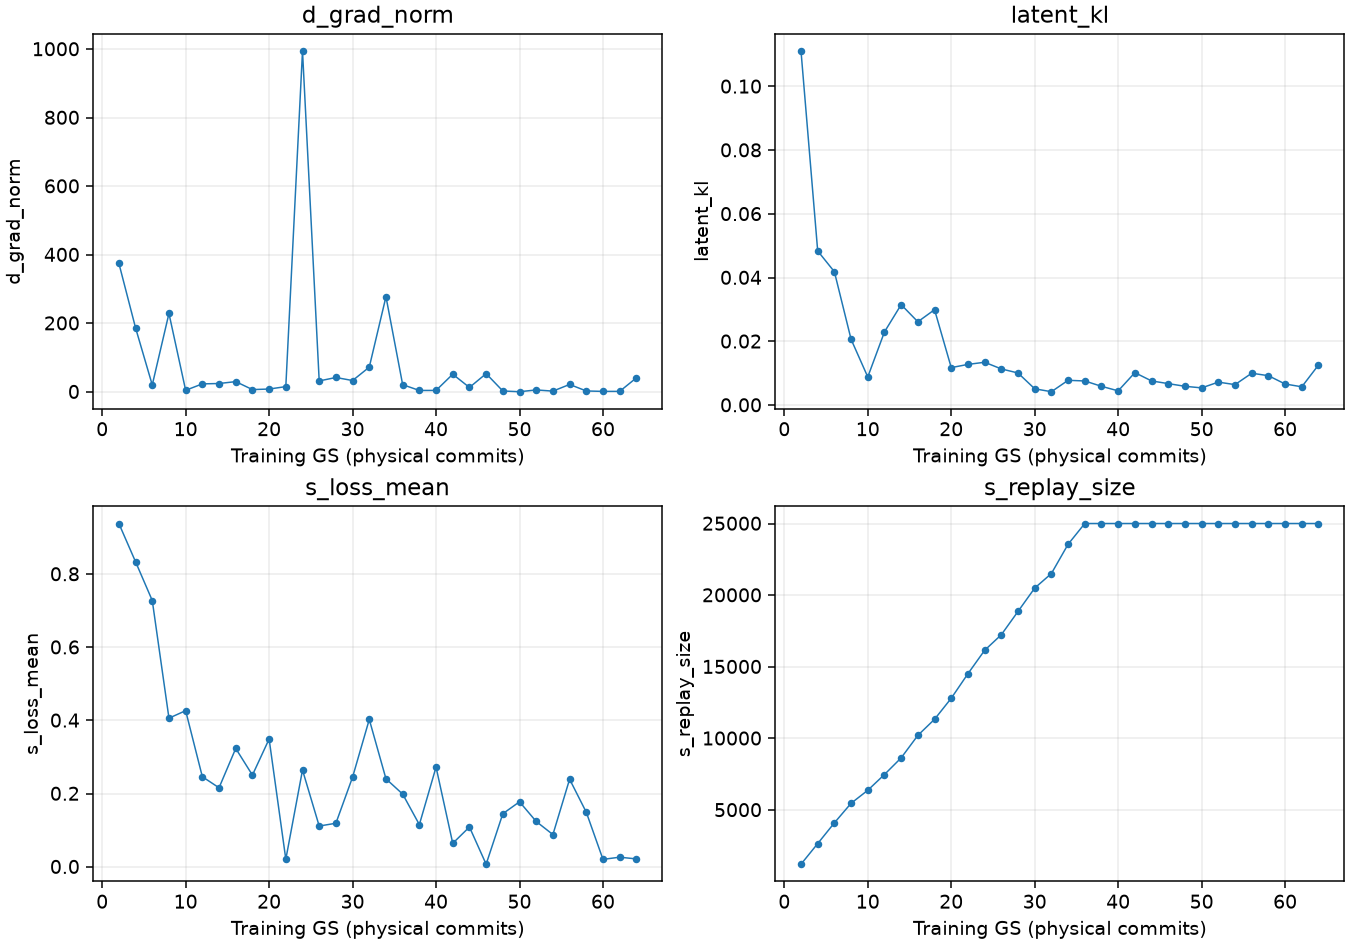 d_grad_norm
1000
800
600
400
200
0
d_grad_norm
0 10 20 30 40 50 60
Training GS (physical commits)
latent_kl
0.10
0.08
0.06
0.04
0.02
0.00
latent_kl
0 10 20 30 40 50 60
Training GS (physical commits)
s_loss_mean
0.8
0.6
0.4
0.2
0.0
s_loss_mean
0 10 20 30 40 50 60
Training GS (physical commits)
s_replay_size
25000
20000
15000
10000
5000
s_replay_size
0 10 20 30 40 50 60
Training GS (physical commits)